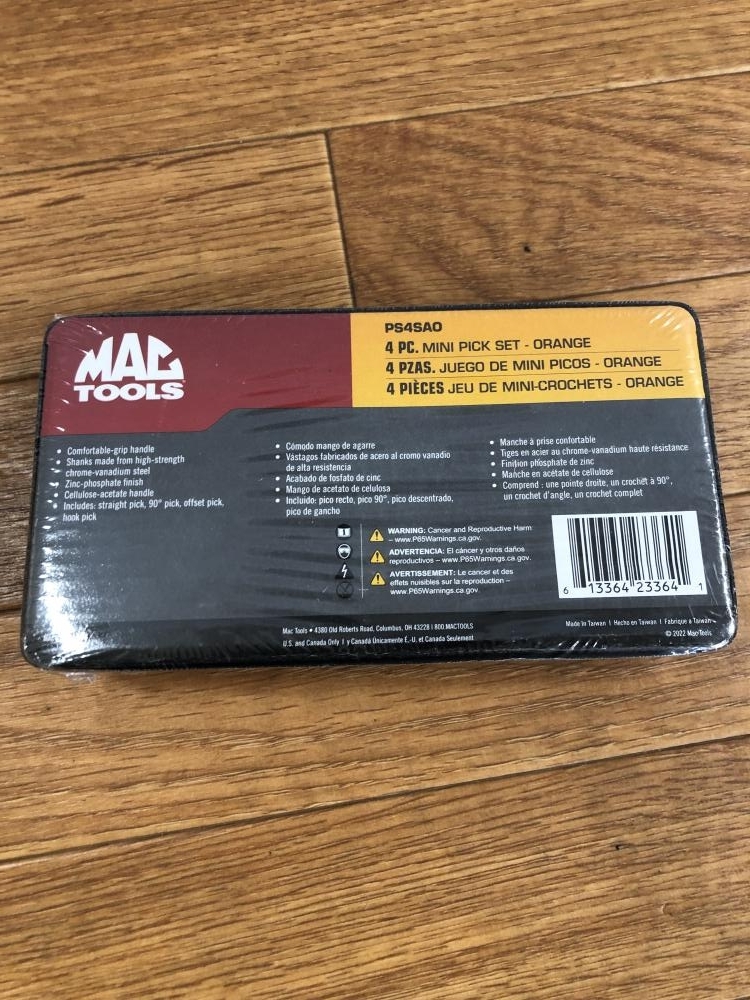 MAC
TOOLS
PS4SAO
4 PC. MINI PICK SET - ORANGE
4 PZAS. JUEGO DE MINI PICOS - ORANGE
4 PIÈCES JEU DE MINI-CROCHETS - ORANGE
• Comfortable-grip handle
• Shanks made from high-strength
chrome-vanadium steel
• Zinc-phosphate finish
• Cellulose-acetate handle
• Includes: straight pick, 90° pick, offset pick,
hook pick
• Cómodo mango de agarre
• Vástagos fabricados de acero al cromo vanadio
de alta resistencia
• Acabado de fosfato de cinc
• Mango de acetato de celulosa
• Incluido: pico recto, pico 90°, pico descentrado,
pico de gancho
• Manche à prise confortable
• Tiges en acier au chrome-vanadium haute résistance
• Finition phosphate de zinc
• Manche en acétate de cellulose
• Comprend : une pointe droite, un crochet à 90°,
un crochet d'angle, un crochet complet
WARNING: Cancer and Reproductive Harm
– www.P65Warnings.ca.gov.
ADVERTENCIA: El cáncer y otros daños
reproductivos – www.P65Warnings.ca.gov.
AVERTISSEMENT: Le cancer et des
effets nuisibles sur la reproduction –
www.P65Warnings.ca.gov
6 13364 23364 1
Mac Tools • 4380 Old Roberts Road, Columbus, OH 43228 | 800.MACTOOLS
U.S. and Canada Only | y Canadá Únicamente É.-U. et Canada Seulement
Made in Taiwan | Hecho en Taiwan | Fabriqué à Taiwan
© 2022 Mac Tools